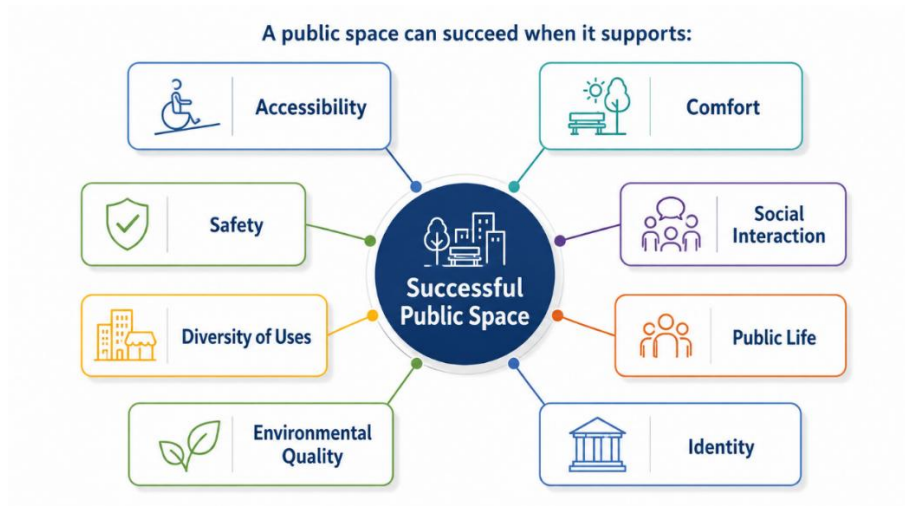 A public space can succeed when it supports:
Accessibility
Comfort
Safety
Social
Interaction
Successful
Public Space
Diversity of Uses
Public Life
Environmental
Quality
Identity